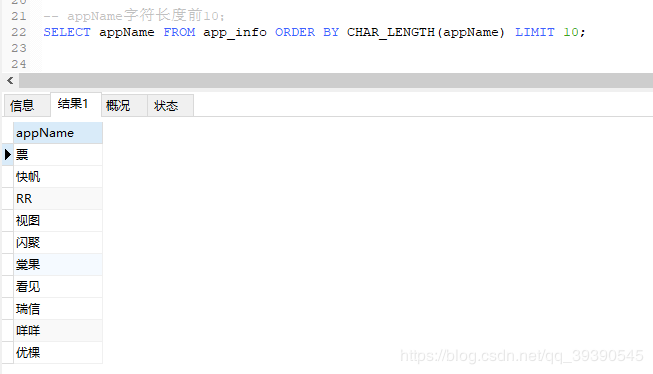 21 -- appName字符长度前10;
22 SELECT appName FROM app_info ORDER BY CHAR_LENGTH(appName) LIMIT 10;
23
24
信息 结果1 概况 状态
appName
票
快帆
RR
视图
闪聚
棠果
看见
瑞信
咩咩
优棵
https://blog.csdn.net/qq_39390545